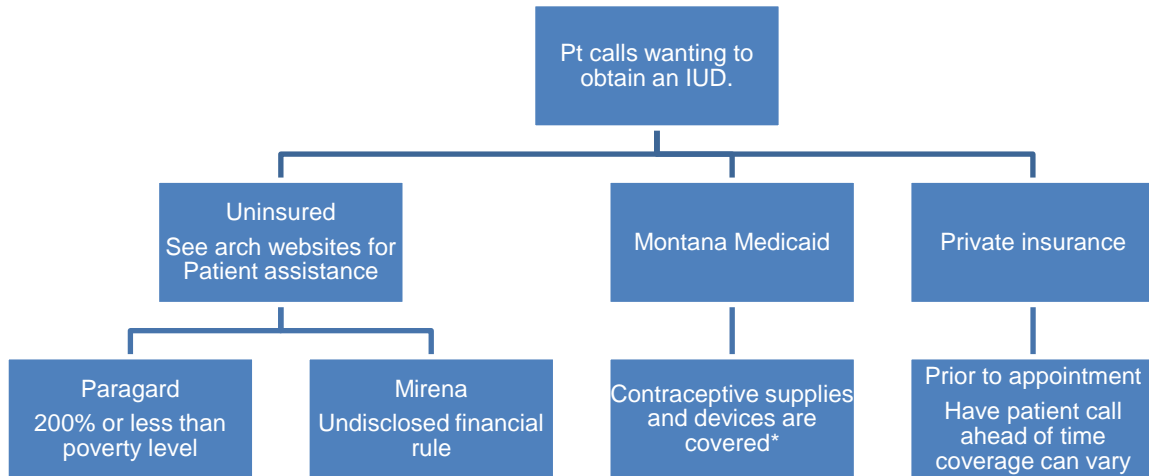 Pt calls wanting to
obtain an IUD.
Uninsured
See arch websites for
Patient assistance
Montana Medicaid
Private insurance
Paragard
200% or less than
poverty level
Mirena
Undisclosed financial
rule
Contraceptive supplies
and devices are
covered*
Prior to appointment
Have patient call
ahead of time
coverage can vary